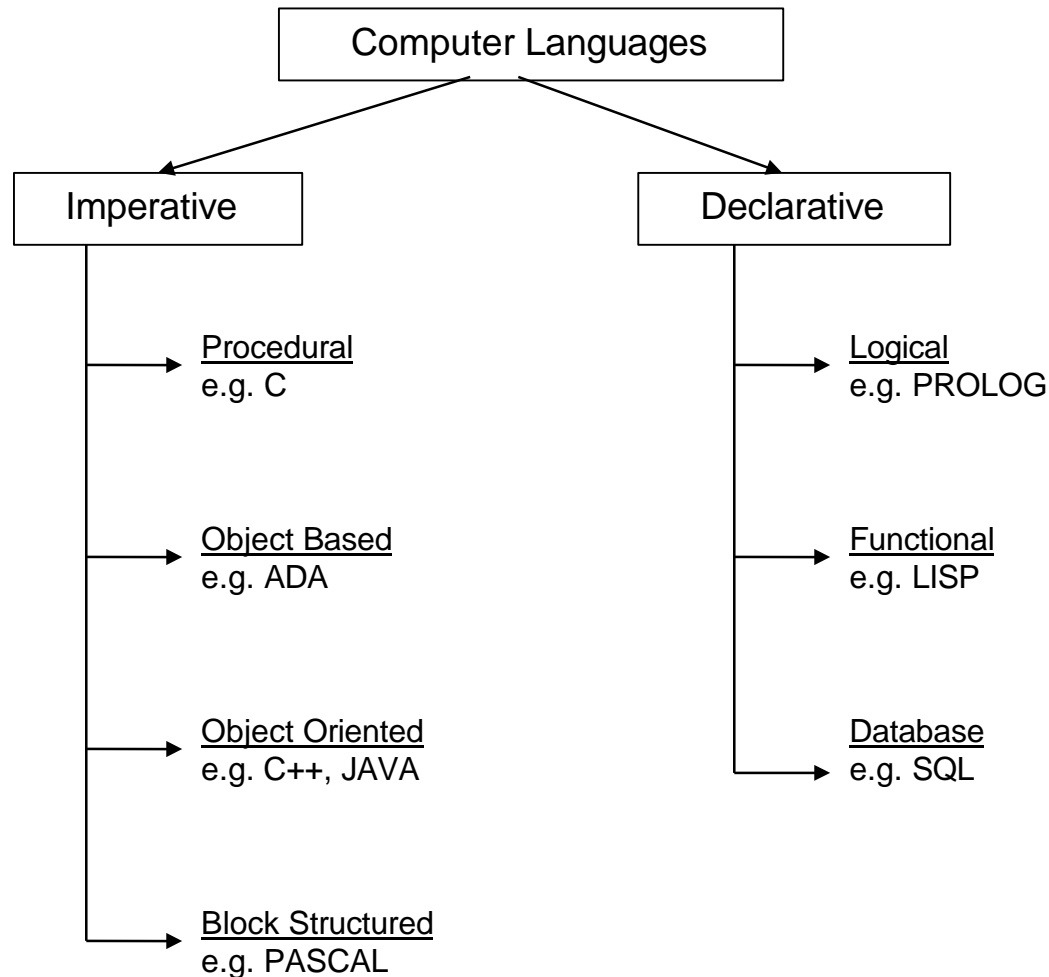 Computer Languages
Imperative
Declarative
Procedural
e.g. C
Logical
e.g. PROLOG
Object Based
e.g. ADA
Functional
e.g. LISP
Object Oriented
e.g. C++, JAVA
Database
e.g. SQL
Block Structured
e.g. PASCAL